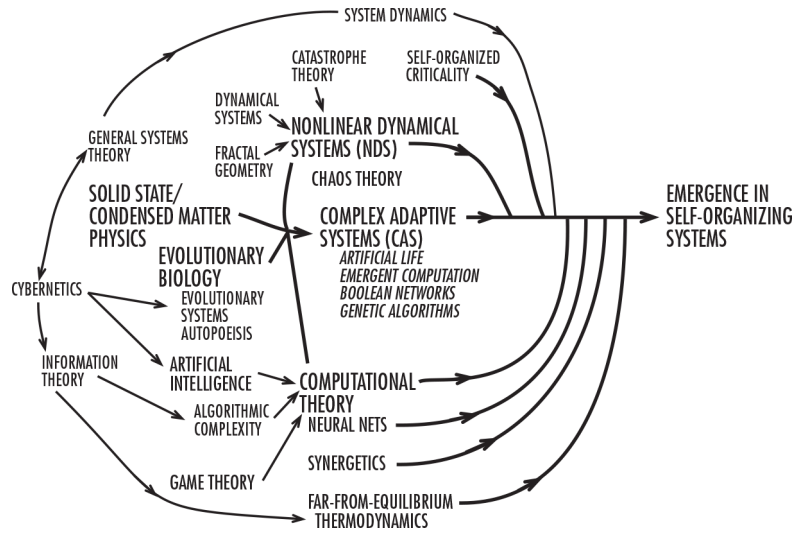 SYSTEM DYNAMICS
CATASTROPHE
THEORY
SELF-ORGANIZED
CRITICALITY
DYNAMICAL
SYSTEMS
NONLINEAR DYNAMICAL
SYSTEMS (NDS)
GENERAL SYSTEMS
THEORY
FRACTAL
GEOMETRY
CHAOS THEORY
SOLID STATE/
CONDENSED MATTER
PHYSICS
COMPLEX ADAPTIVE
SYSTEMS (CAS)
ARTIFICIAL LIFE
EMERGENT COMPUTATION
BOOLEAN NETWORKS
GENETIC ALGORITHMS
EMERGENCE IN
SELF-ORGANIZING
SYSTEMS
EVOLUTIONARY
BIOLOGY
CYBERNETICS
EVOLUTIONARY
SYSTEMS
AUTOPOEISIS
INFORMATION
THEORY
ARTIFICIAL
INTELLIGENCE
COMPUTATIONAL
THEORY
NEURAL NETS
ALGORITHMIC
COMPLEXITY
SYNERGETICS
GAME THEORY
FAR-FROM-EQUILIBRIUM
THERMODYNAMICS